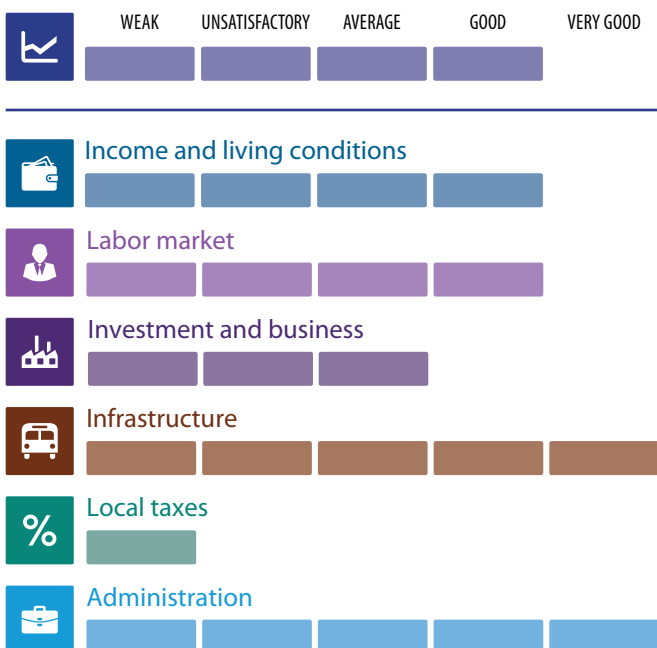 WEAK UNSATISFACTORY AVERAGE GOOD VERY GOOD
Income and living conditions
Labor market
Investment and business
Infrastructure
%
Local taxes
Administration